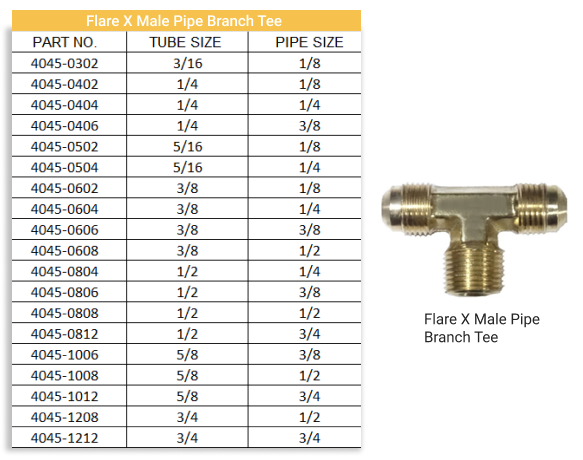 Flare X Male Pipe Branch Tee
PART NO. TUBE SIZE PIPE SIZE
4045-0302 3/16 1/8
4045-0402 1/4 1/8
4045-0404 1/4 1/4
4045-0406 1/4 3/8
4045-0502 5/16 1/8
4045-0504 5/16 1/4
4045-0602 3/8 1/8
4045-0604 3/8 1/4
4045-0606 3/8 3/8
4045-0608 3/8 1/2
4045-0804 1/2 1/4
4045-0806 1/2 3/8
4045-0808 1/2 1/2
4045-0812 1/2 3/4
4045-1006 5/8 3/8
4045-1008 5/8 1/2
4045-1012 5/8 3/4
4045-1208 3/4 1/2
4045-1212 3/4 3/4
Flare X Male Pipe
Branch Tee